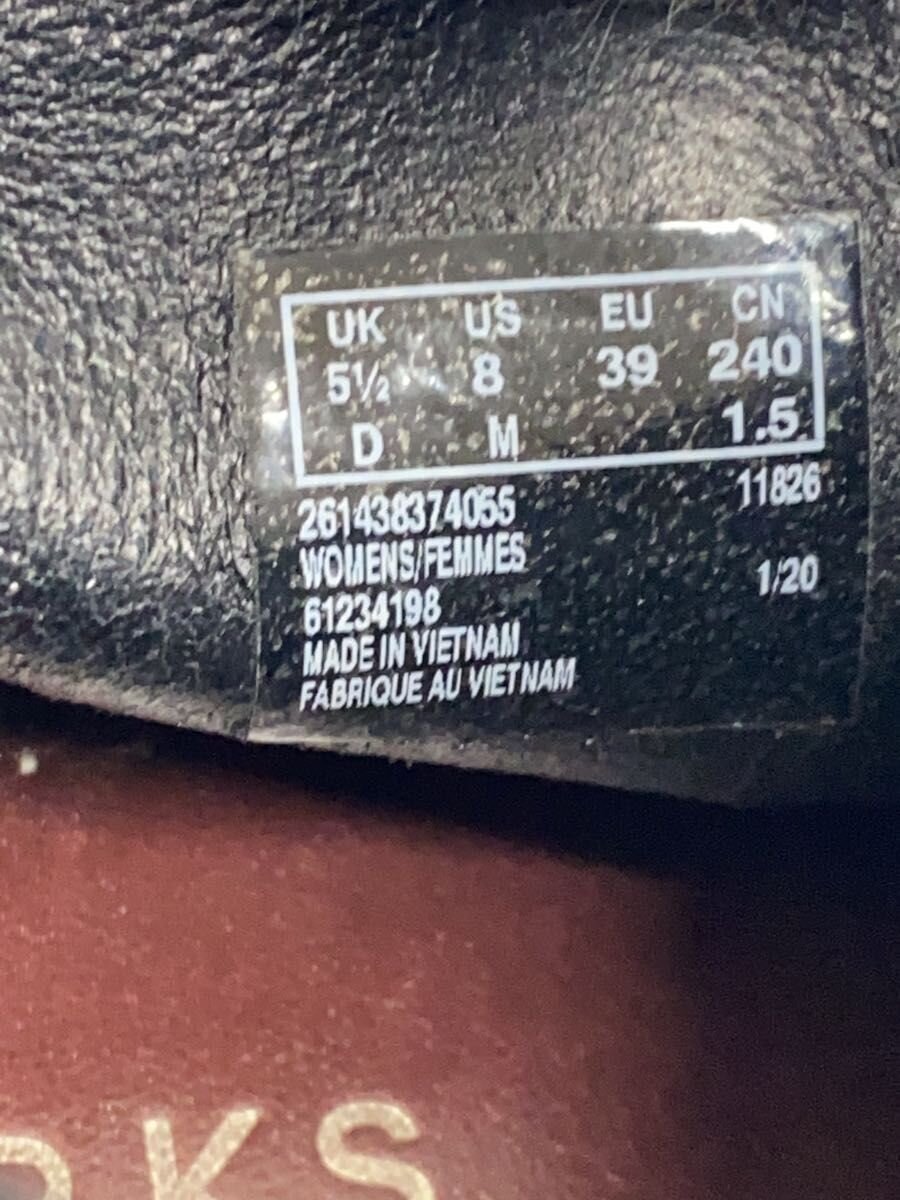 UK US EU CN
5½ 8 39 240
D M 1.5
261438374055 11826
WOMENS/FEMMES
61234198 1/20
MADE IN VIETNAM
FABRIQUE AU VIETNAM
RKS